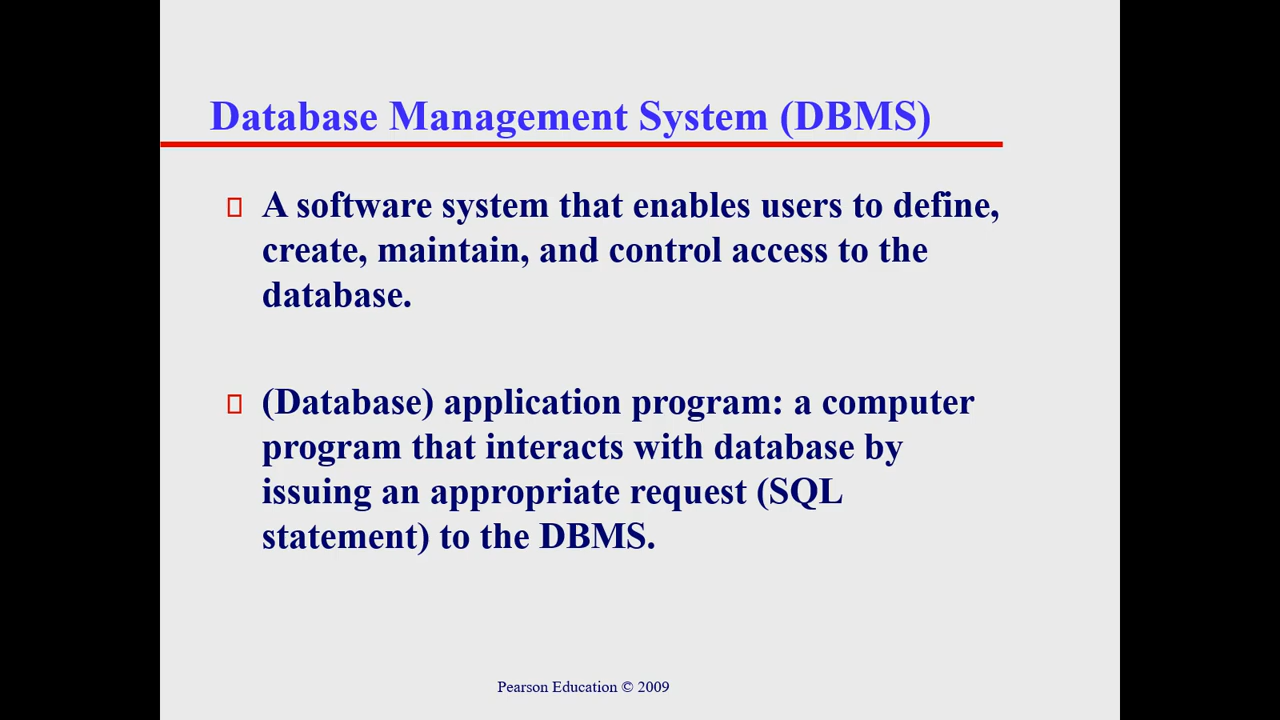 Database Management System (DBMS)
A software system that enables users to define,
create, maintain, and control access to the
database.
(Database) application program: a computer
program that interacts with database by
issuing an appropriate request (SQL
statement) to the DBMS.
Pearson Education © 2009